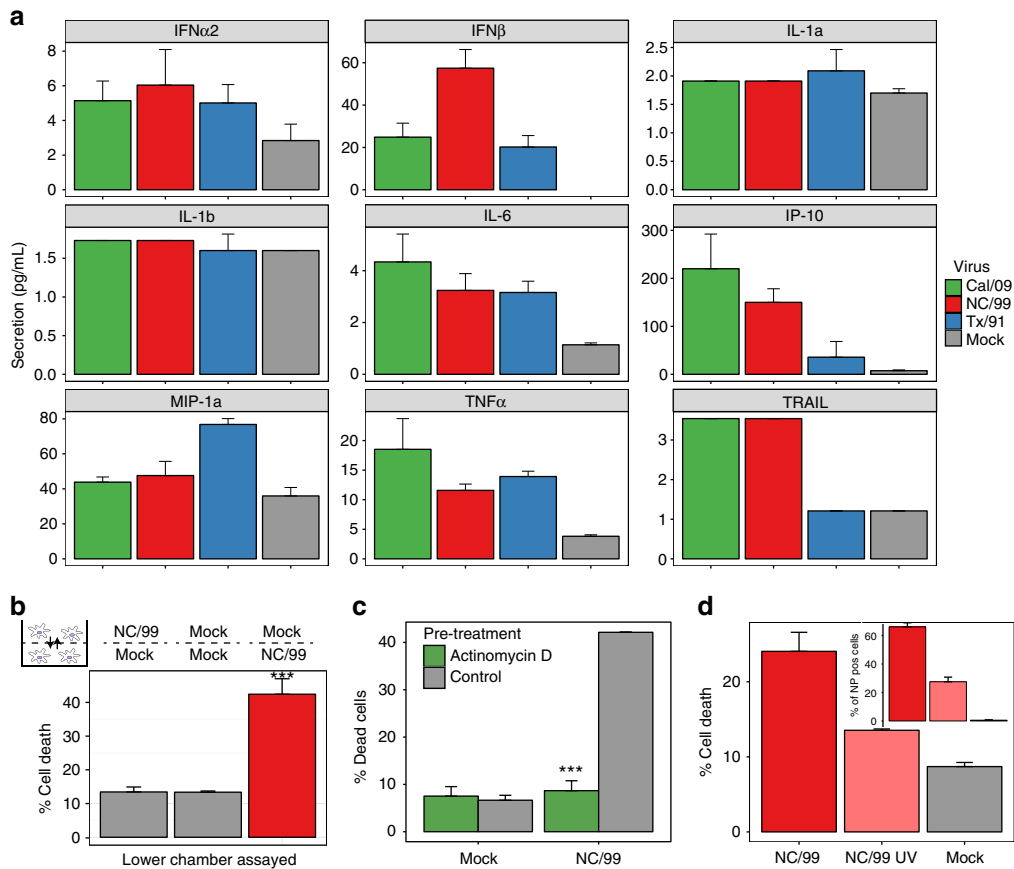 a
IFNα2
IFNβ
IL-1a
8
6
4
2
0
60
40
20
0
2.5
2.0
1.5
1.0
0.5
0.0
IL-1b
IL-6
IP-10
Secretion (pg/mL)
1.5
1.0
0.5
0.0
4
2
0
300
200
100
0
Virus
Cal/09
NC/99
Tx/91
Mock
MIP-1a
TNFα
TRAIL
80
60
40
20
0
20
15
10
5
0
3
2
1
0
b
NC/99 Mock Mock
Mock Mock NC/99
***
% Cell death
40
30
20
10
0
Lower chamber assayed
c
Pre-treatment
Actinomycin D
Control
% Dead cells
40
30
20
10
0
***
Mock NC/99
d
% Cell death
20
10
0
% of NP pos cells
60
40
20
0
NC/99 NC/99 UV Mock